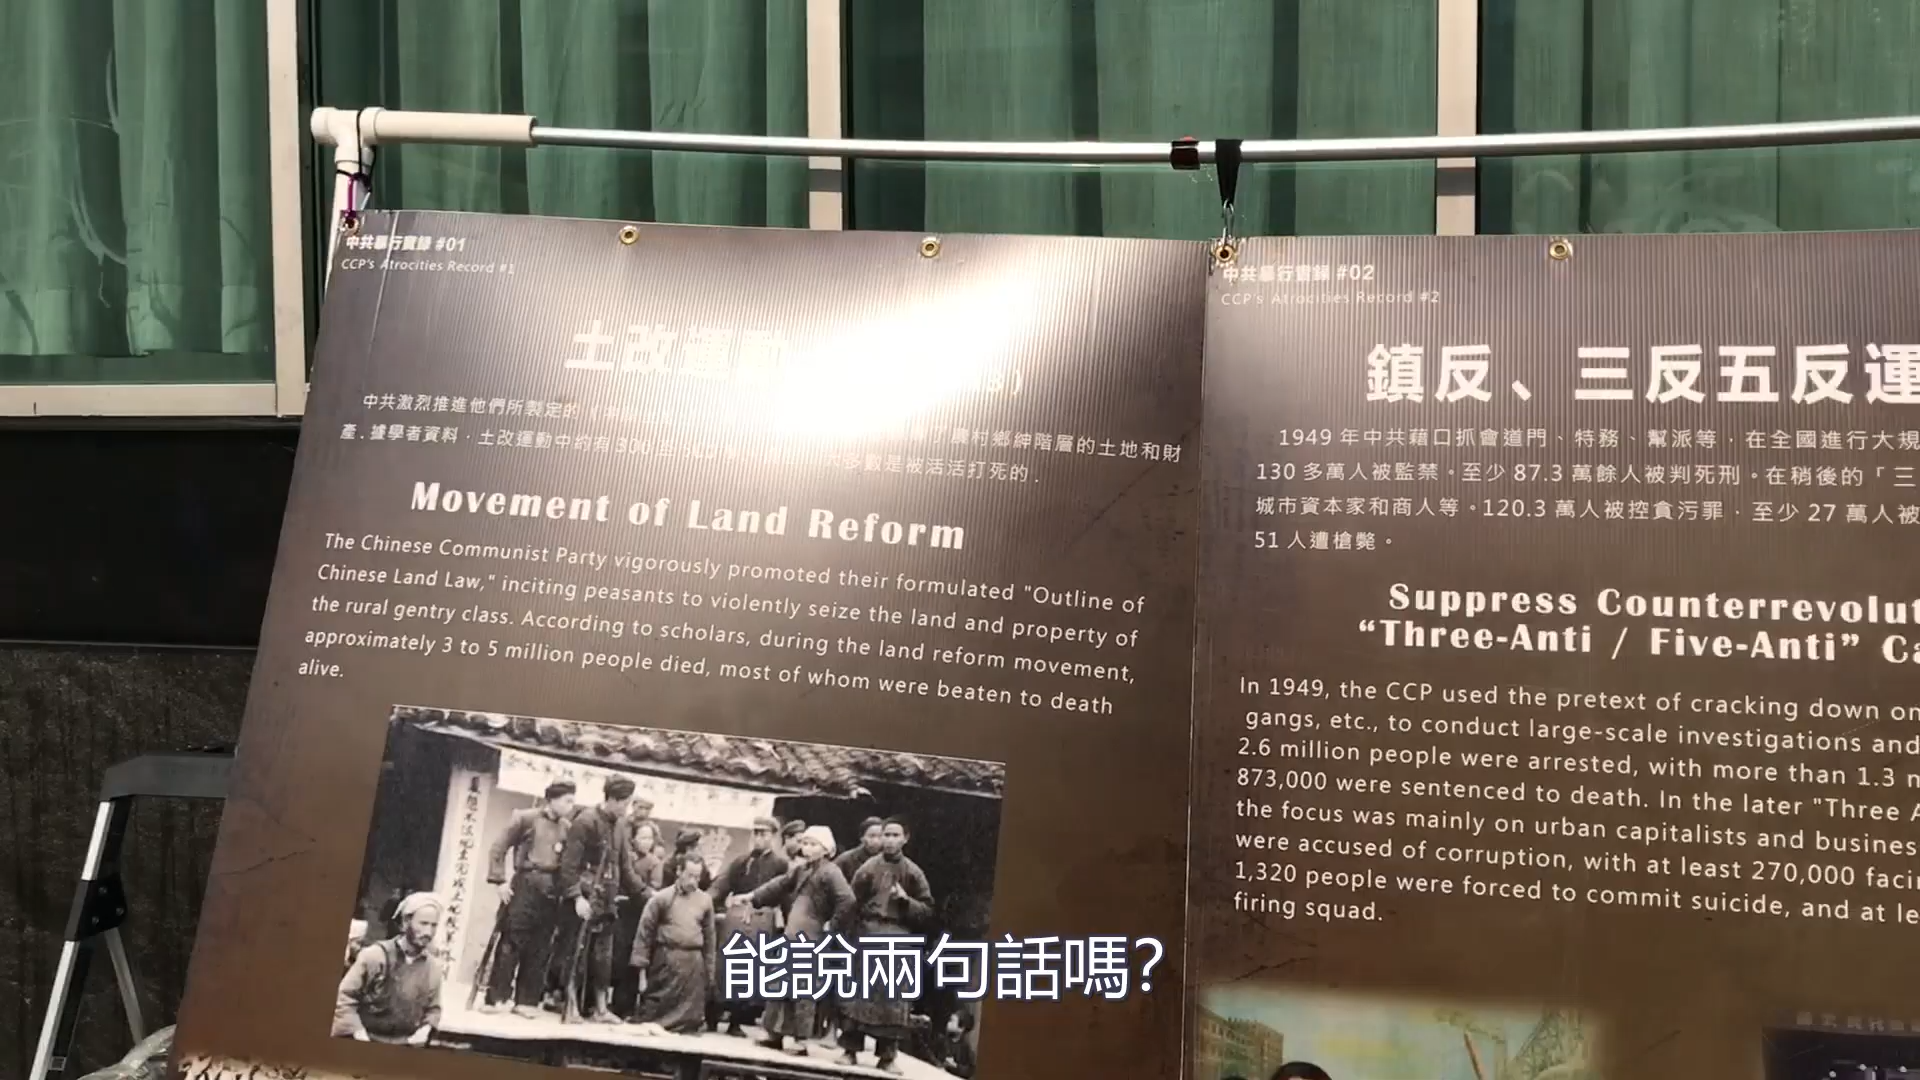 中共暴行實錄 #01
CCP's Atrocities Record #1
土改運動
中共激烈推進他們所製定的
農村鄉紳階層的土地和財
產.據學者資料.土改運動中約有300至500
多數是被活活打死的.
Movement of Land Reform
The Chinese Communist Party vigorously promoted their formulated "Outline of
Chinese Land Law," inciting peasants to violently seize the land and property of
the rural gentry class. According to scholars, during the land reform movement,
approximately 3 to 5 million people died, most of whom were beaten to death
alive.
中共暴行實錄 #02
CCP's Atrocities Record #2
鎮反、三反五反運
1949 年中共藉口抓會道門、特務、幫派等，在全國進行大規
130 多萬人被監禁。至少 87.3 萬餘人被判死刑。在稍後的「三
城市資本家和商人等。120.3 萬人被控貪污罪，至少 27 萬人被
51 人遭槍斃。
Suppress Counterrevolut
“Three-Anti / Five-Anti” Ca
In 1949, the CCP used the pretext of cracking down on
gangs, etc., to conduct large-scale investigations and
2.6 million people were arrested, with more than 1.3 m
873,000 were sentenced to death. In the later "Three A
the focus was mainly on urban capitalists and busines
were accused of corruption, with at least 270,000 faci
1,320 people were forced to commit suicide, and at le
firing squad.
能說兩句話嗎?